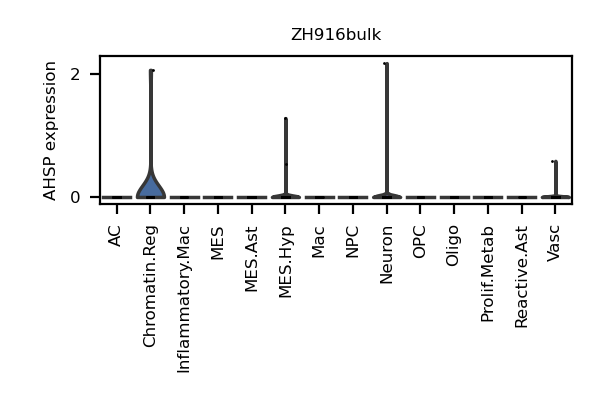 ZH916bulk
AHSP expression
2
0
AC
Chromatin.Reg
Inflammatory.Mac
MES
MES.Ast
MES.Hyp
Mac
NPC
Neuron
OPC
Oligo
Prolif.Metab
Reactive.Ast
Vasc